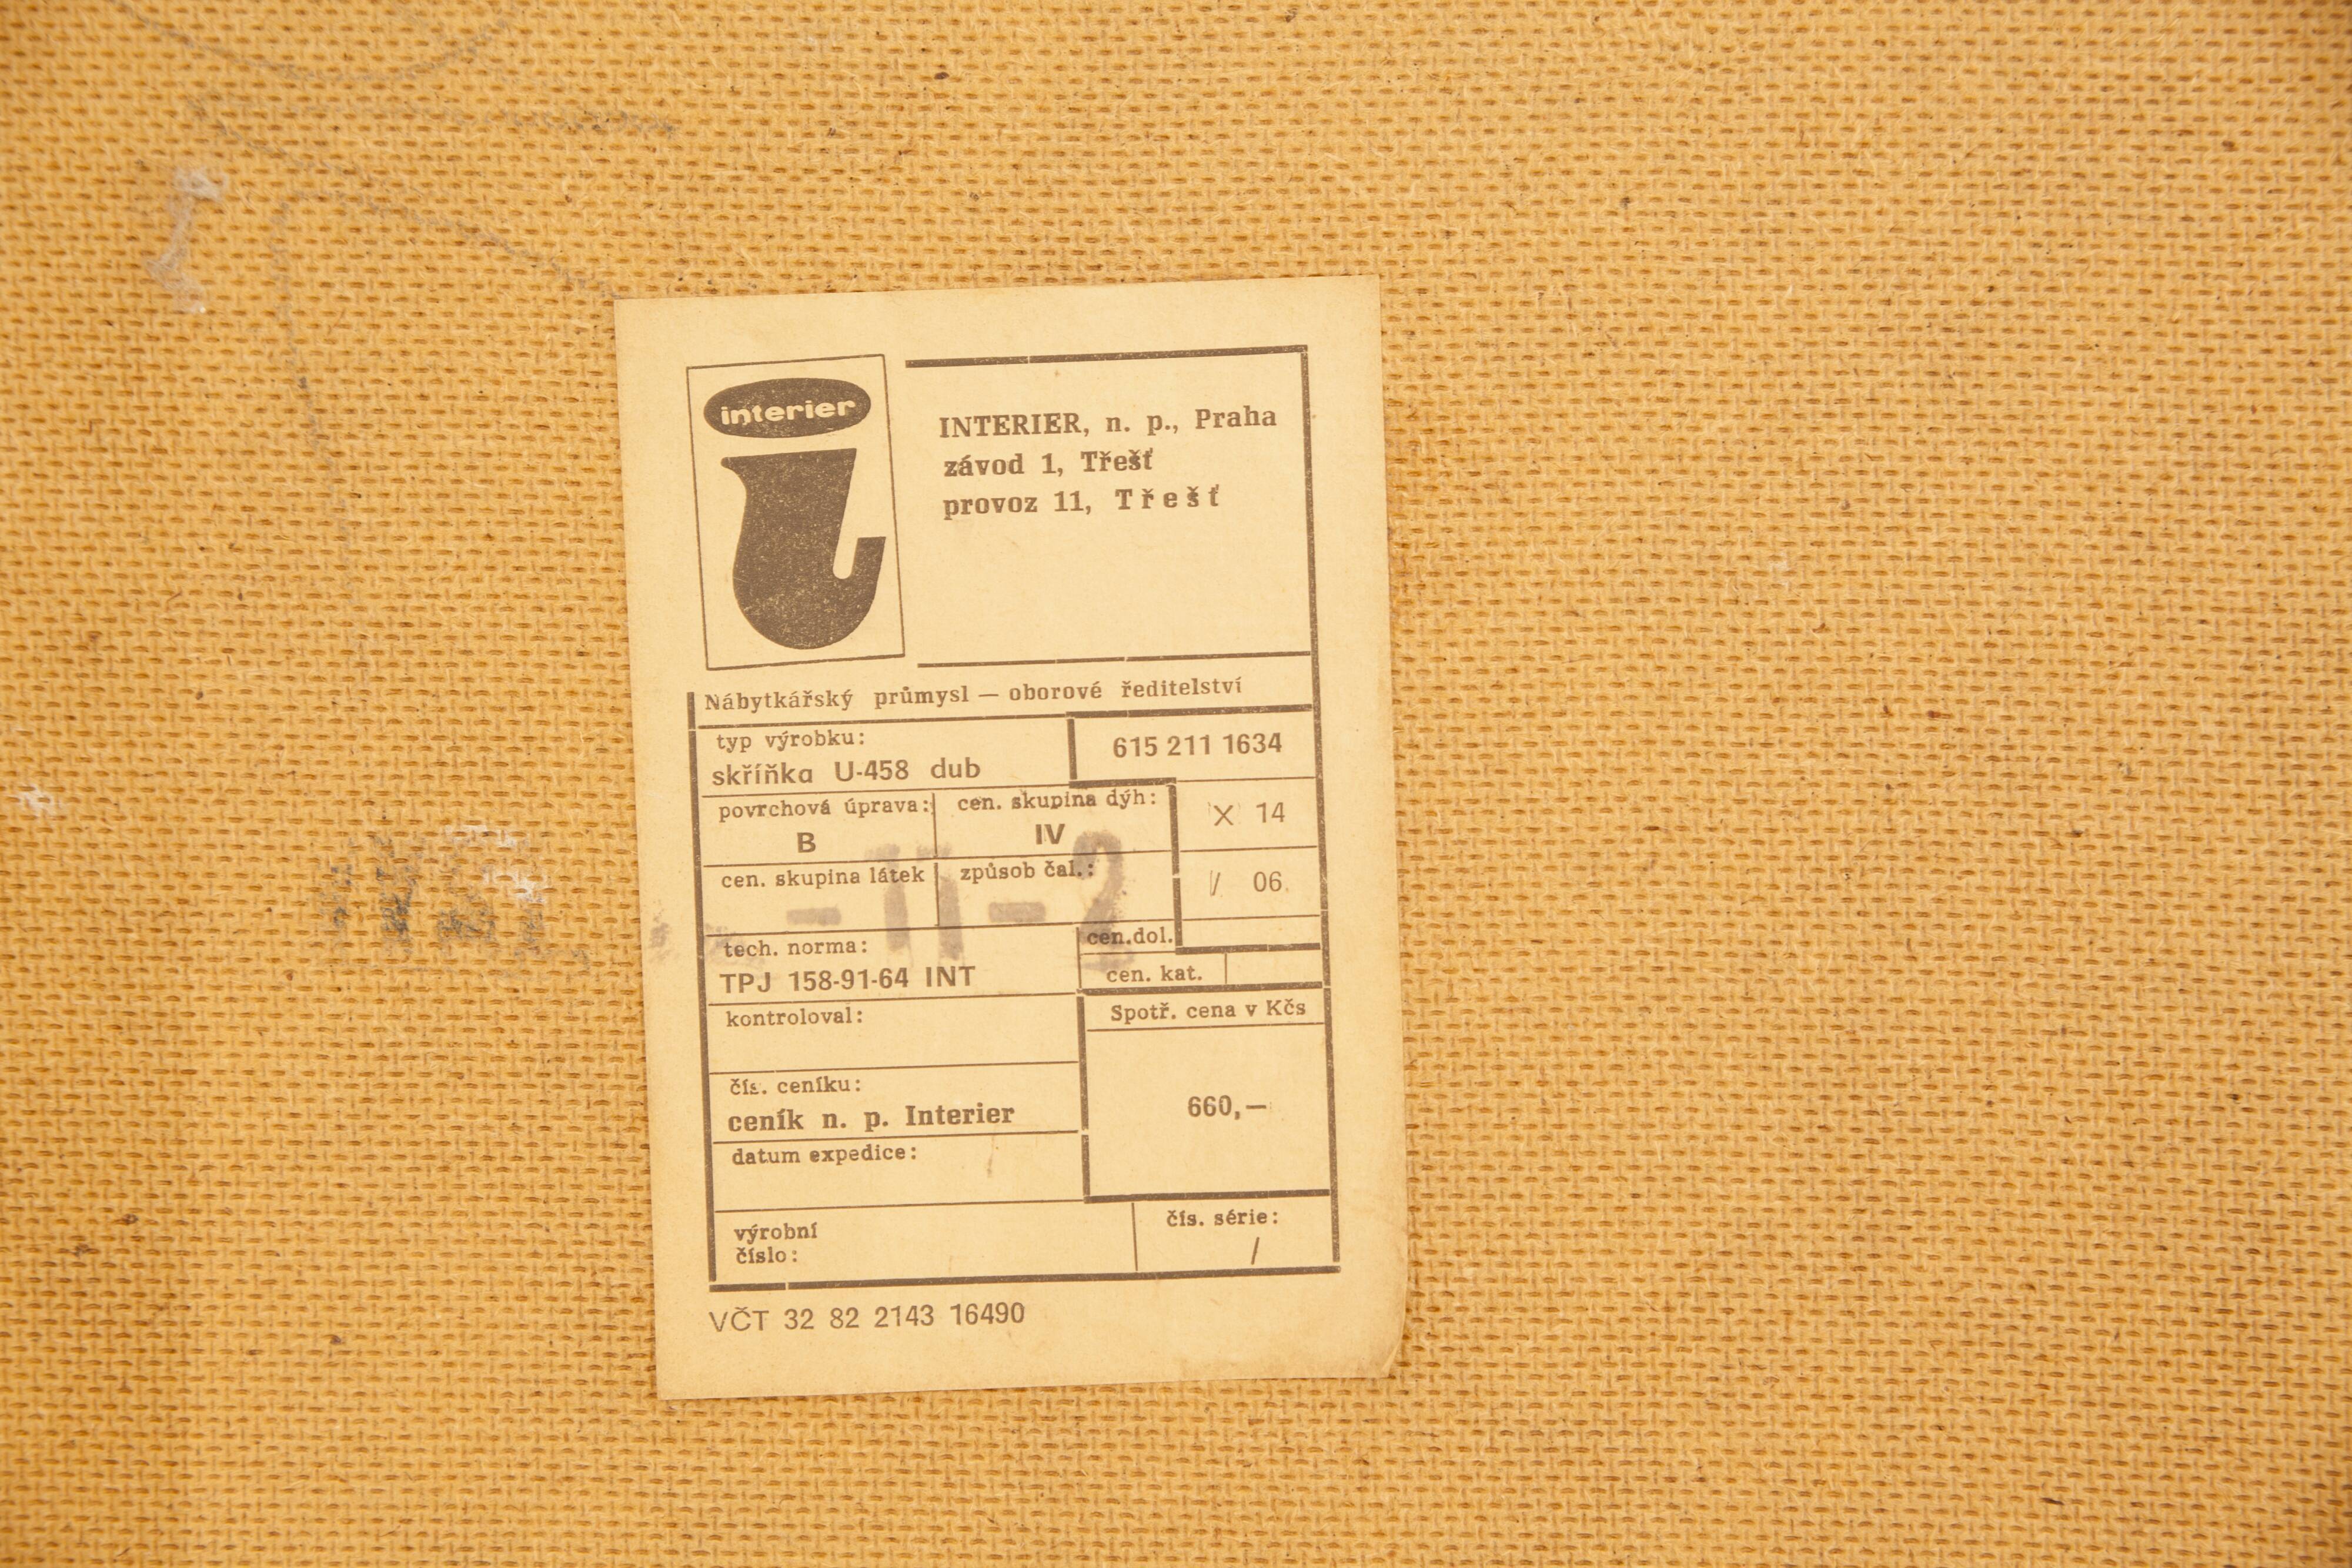 interier
INTERIER, n. p., Praha
závod 1, Třešť
provoz 11, Třešť
Nábytkářský průmysl — oborové ředitelství
typ výrobku:
skříňka U-458 dub
615 211 1634
povrchová úprava:
B
cen. skupina dýh:
IV
X 14
cen. skupina látek
způsob čal.:
/ 06
- 11 - 2
tech. norma:
TPJ 158-91-64 INT
cen.dol.
cen. kat.
kontroloval:
Spotř. cena v Kčs
660,—
čís. ceníku:
ceník n. p. Interier
datum expedice:
výrobní
číslo:
čís. série:
/
VČT 32 82 2143 16490